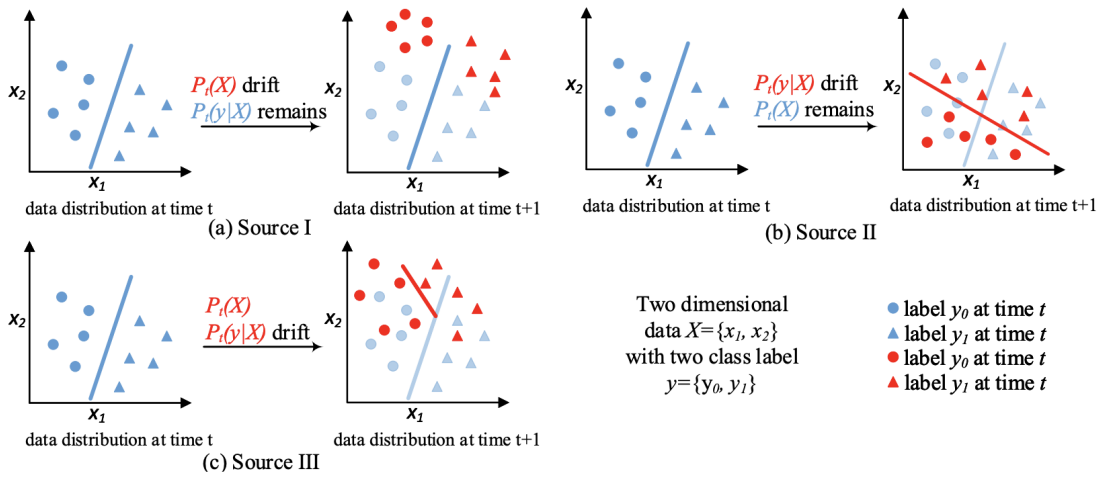 x₂
Pt(X) drift
Pt(y|X) remains
x₁
data distribution at time t
x₂
x₁
data distribution at time t+1
(a) Source I
x₂
Pt(y|X) drift
Pt(X) remains
x₁
data distribution at time t
x₂
x₁
data distribution at time t+1
(b) Source II
x₂
Pt(X)
Pt(y|X) drift
x₁
data distribution at time t
x₂
x₁
data distribution at time t+1
(c) Source III
Two dimensional
data X={x₁, x₂}
with two class label
y={y₀, y₁}
label y₀ at time t
label y₁ at time t
label y₀ at time t
label y₁ at time t